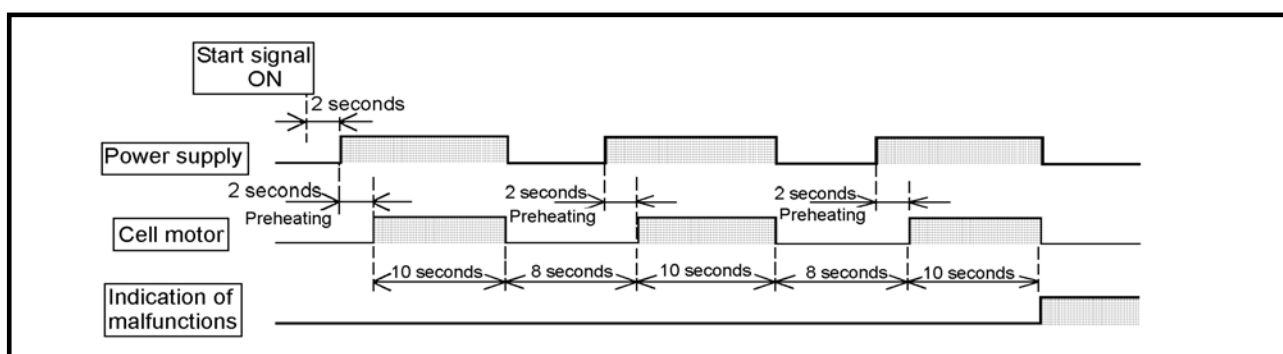 Start signal
ON
2 seconds
Power supply
2 seconds
Preheating
2 seconds
Preheating
2 seconds
Preheating
Cell motor
10 seconds
8 seconds
10 seconds
8 seconds
10 seconds
Indication of
malfunctions